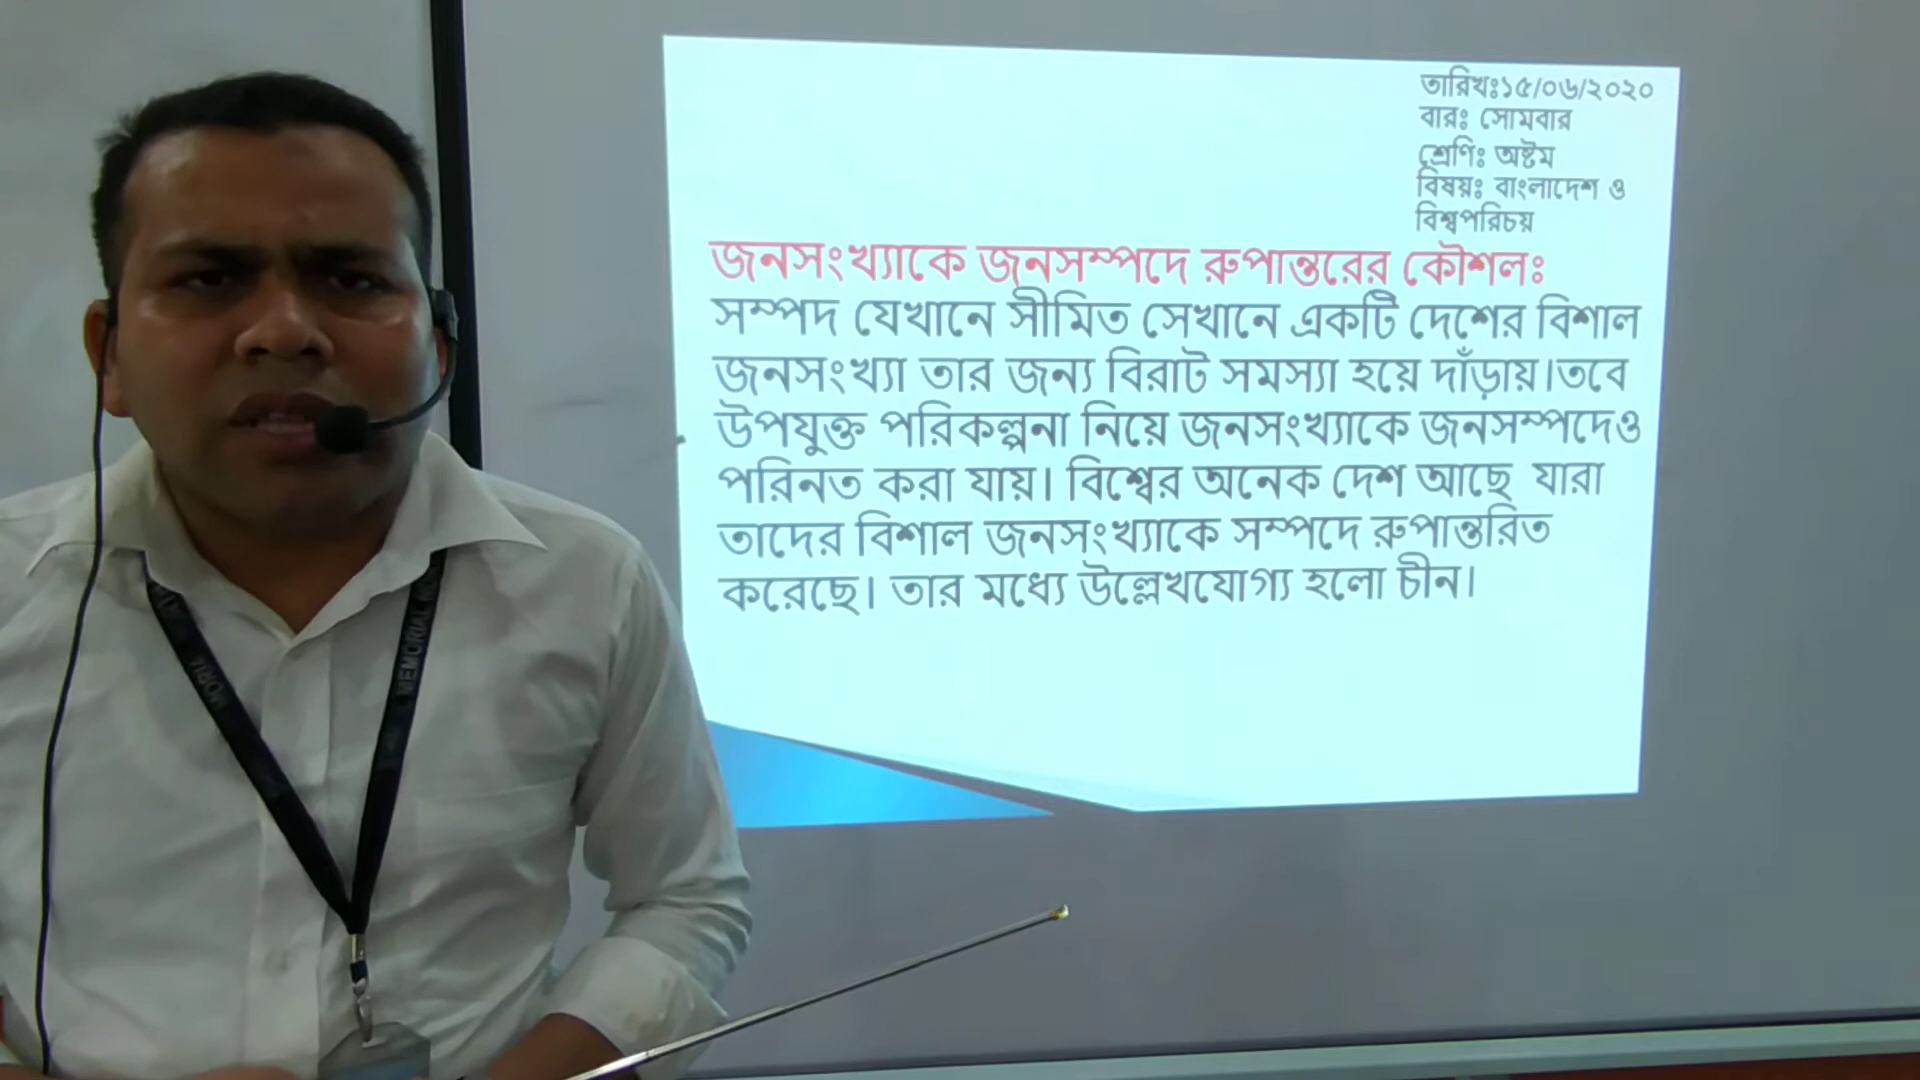 তারিখঃ১৫/০৬/২০২০
বারঃ সোমবার
শ্রেণিঃ অষ্টম
বিষয়ঃ বাংলাদেশ ও
বিশ্বপরিচয়
জনসংখ্যাকে জনসম্পদে রুপান্তরের কৌশলঃ
সম্পদ যেখানে সীমিত সেখানে একটি দেশের বিশাল
জনসংখ্যা তার জন্য বিরাট সমস্যা হয়ে দাঁড়ায়।তবে
উপযুক্ত পরিকল্পনা নিয়ে জনসংখ্যাকে জনসম্পদেও
পরিনত করা যায়। বিশ্বের অনেক দেশ আছে যারা
তাদের বিশাল জনসংখ্যাকে সম্পদে রুপান্তরিত
করেছে। তার মধ্যে উল্লেখযোগ্য হলো চীন।
MEMORIAL